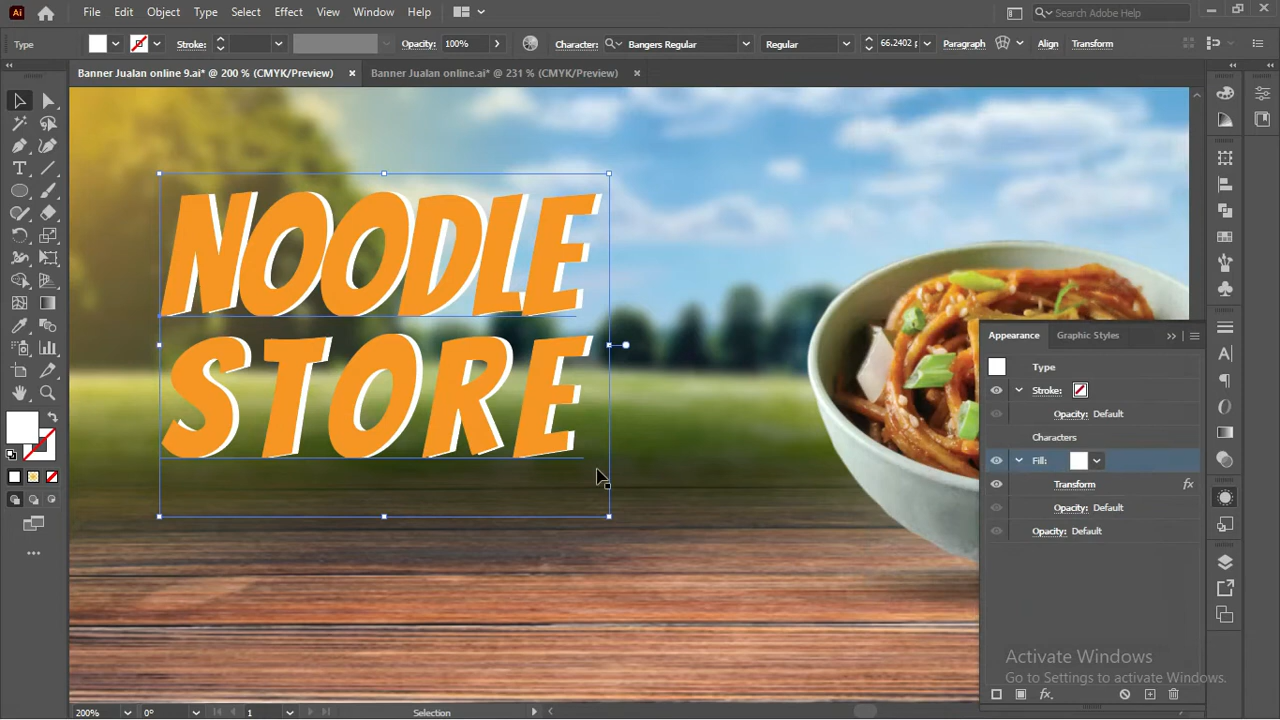 Ai File Edit Object Type Select Effect View Window Help Search Adobe Help
Type Stroke: Opacity: 100% Character: Bangers Regular Regular 66.2402 Paragraph Align Transform
Banner Jualan online 9.ai* @ 200 % (CMYK/Preview) Banner Jualan online.ai* @ 231 % (CMYK/Preview)
NOODLE
STORE
Appearance Graphic Styles
Type
Stroke:
Opacity: Default
Characters
Fill:
Transform fx
Opacity: Default
Opacity: Default
Activate Windows
Go to Settings to activate Windows.
fx.
200% 0° 1 Selection